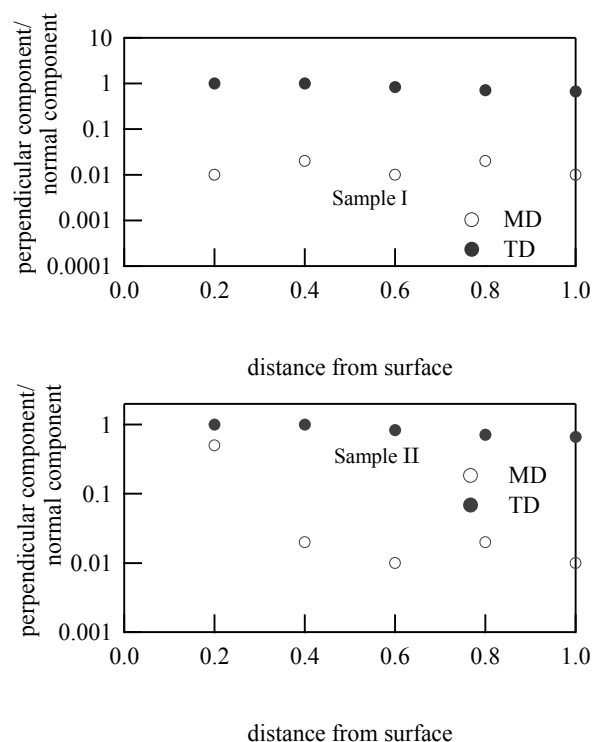 perpendicular component/
normal component
10
1
0.1
0.01
0.001
0.0001
Sample I
MD
TD
0.0 0.2 0.4 0.6 0.8 1.0
distance from surface
perpendicular component/
normal component
1
0.1
0.01
0.001
Sample II
MD
TD
0.0 0.2 0.4 0.6 0.8 1.0
distance from surface